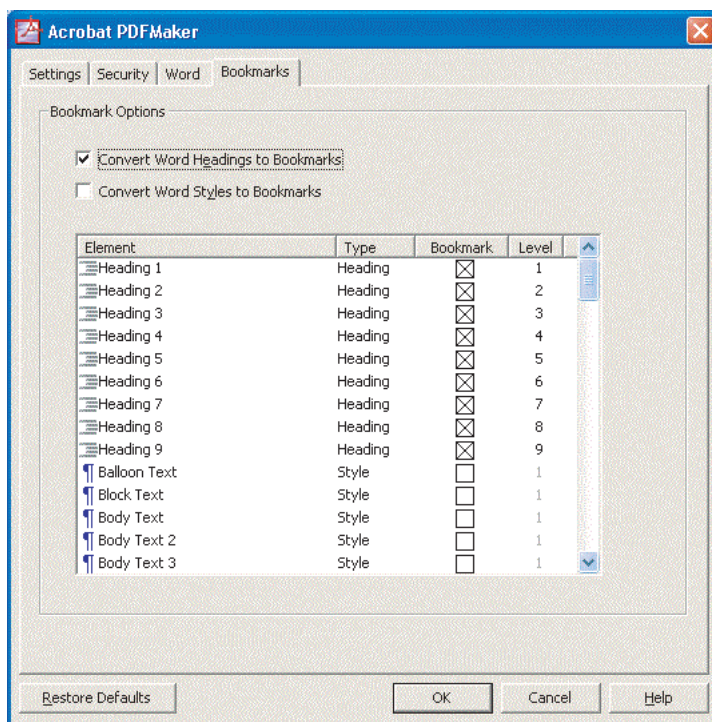 Acrobat PDFMaker
Settings Security Word Bookmarks
Bookmark Options
Convert Word Headings to Bookmarks
Convert Word Styles to Bookmarks
Element Type Bookmark Level
Heading 1 Heading 1
Heading 2 Heading 2
Heading 3 Heading 3
Heading 4 Heading 4
Heading 5 Heading 5
Heading 6 Heading 6
Heading 7 Heading 7
Heading 8 Heading 8
Heading 9 Heading 9
¶ Balloon Text Style 1
¶ Block Text Style 1
¶ Body Text Style 1
¶ Body Text 2 Style 1
¶ Body Text 3 Style 1
Restore Defaults OK Cancel Help